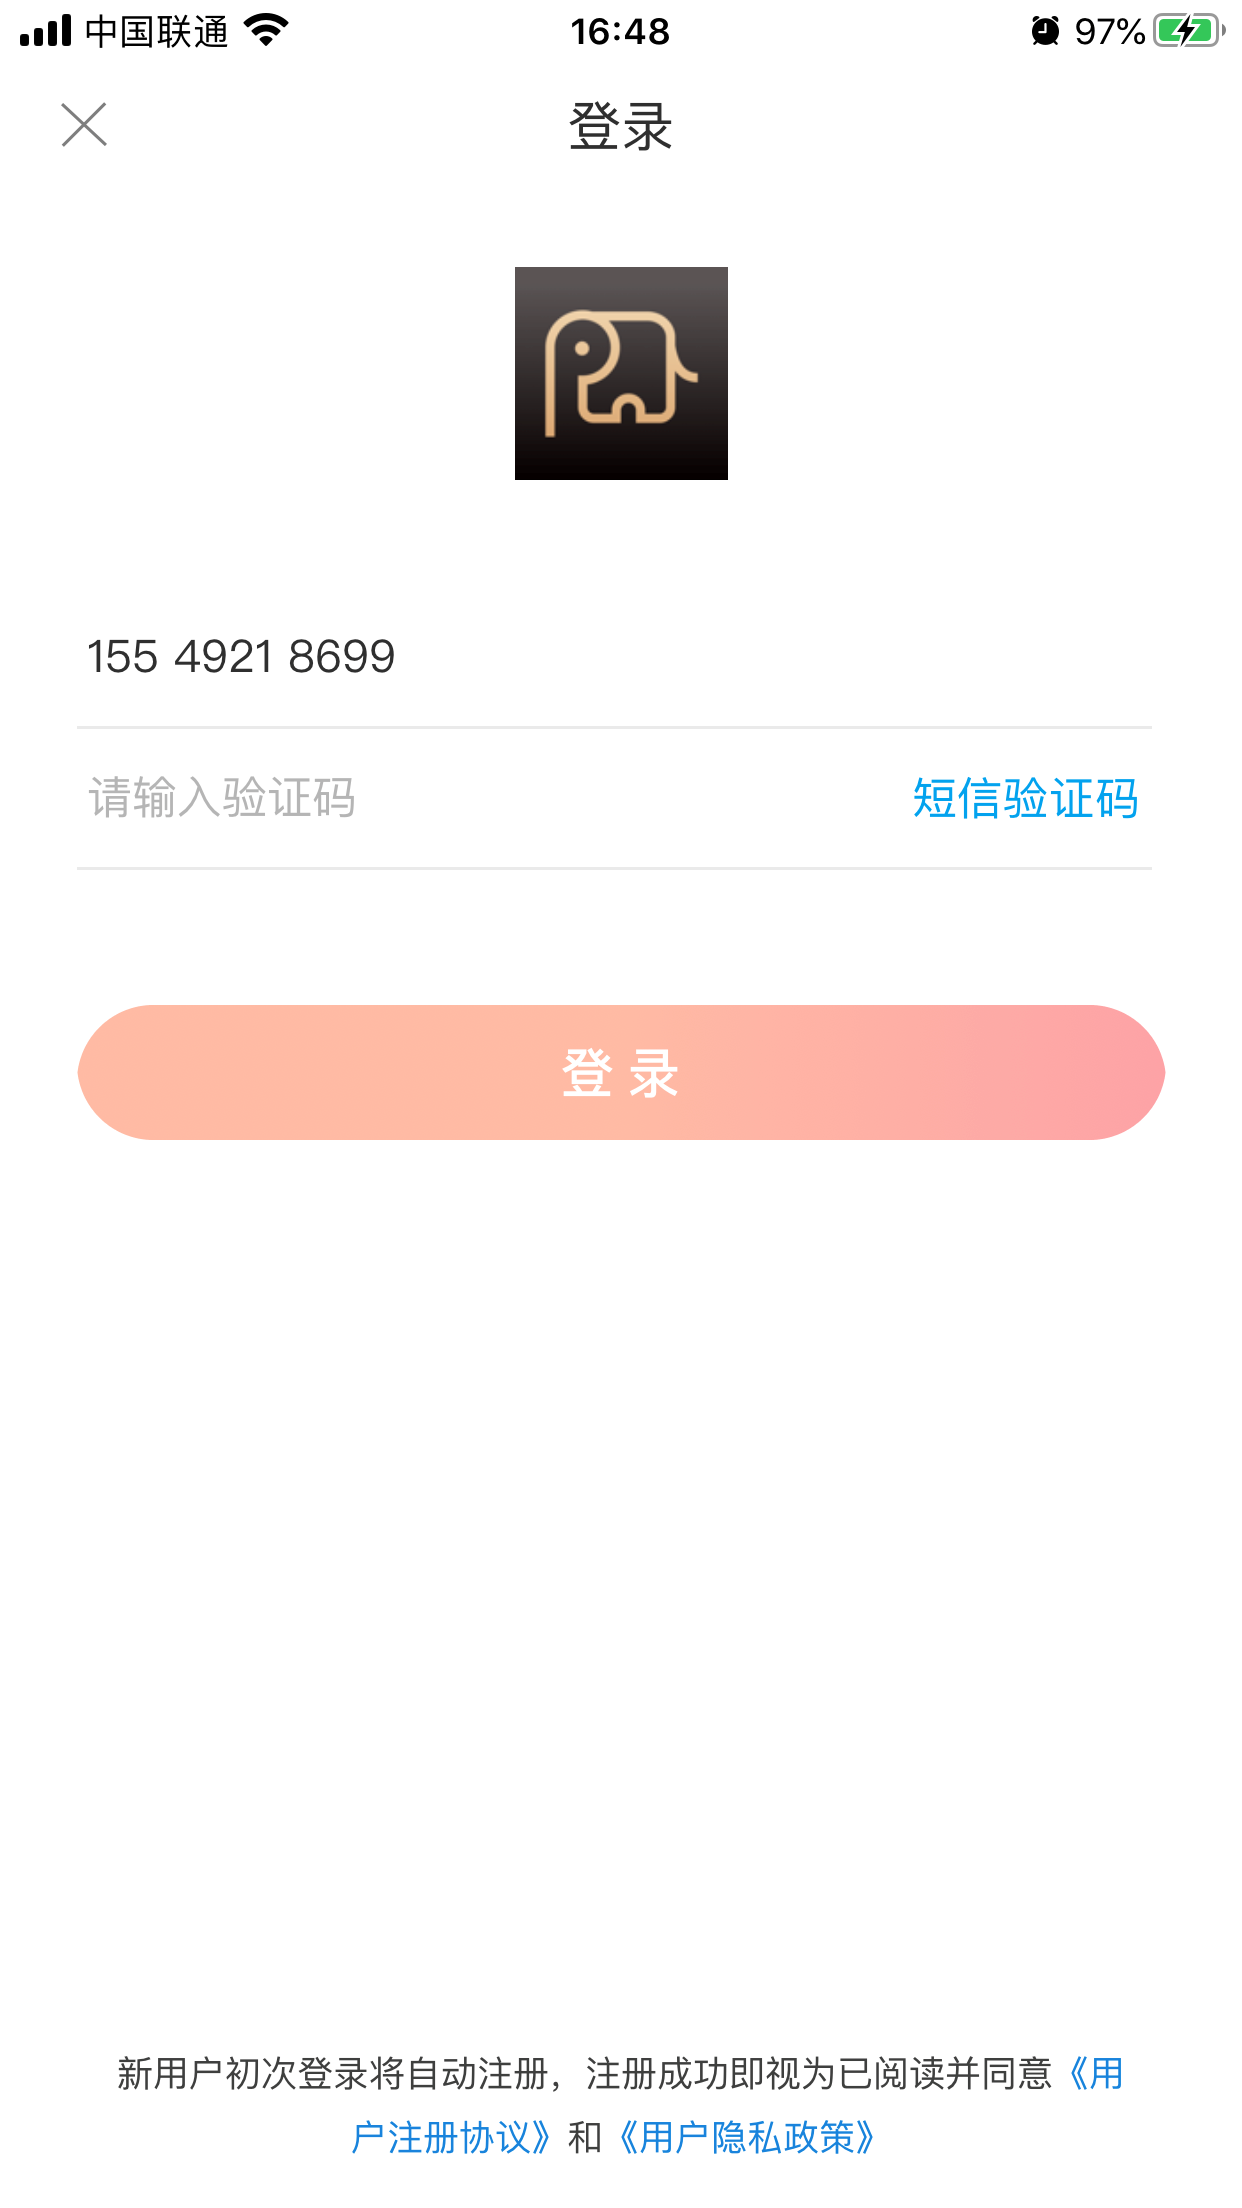 中国联通 16:48 97%
登录
155 4921 8699
请输入验证码 短信验证码
登 录
新用户初次登录将自动注册，注册成功即视为已阅读并同意《用
户注册协议》和《用户隐私政策》